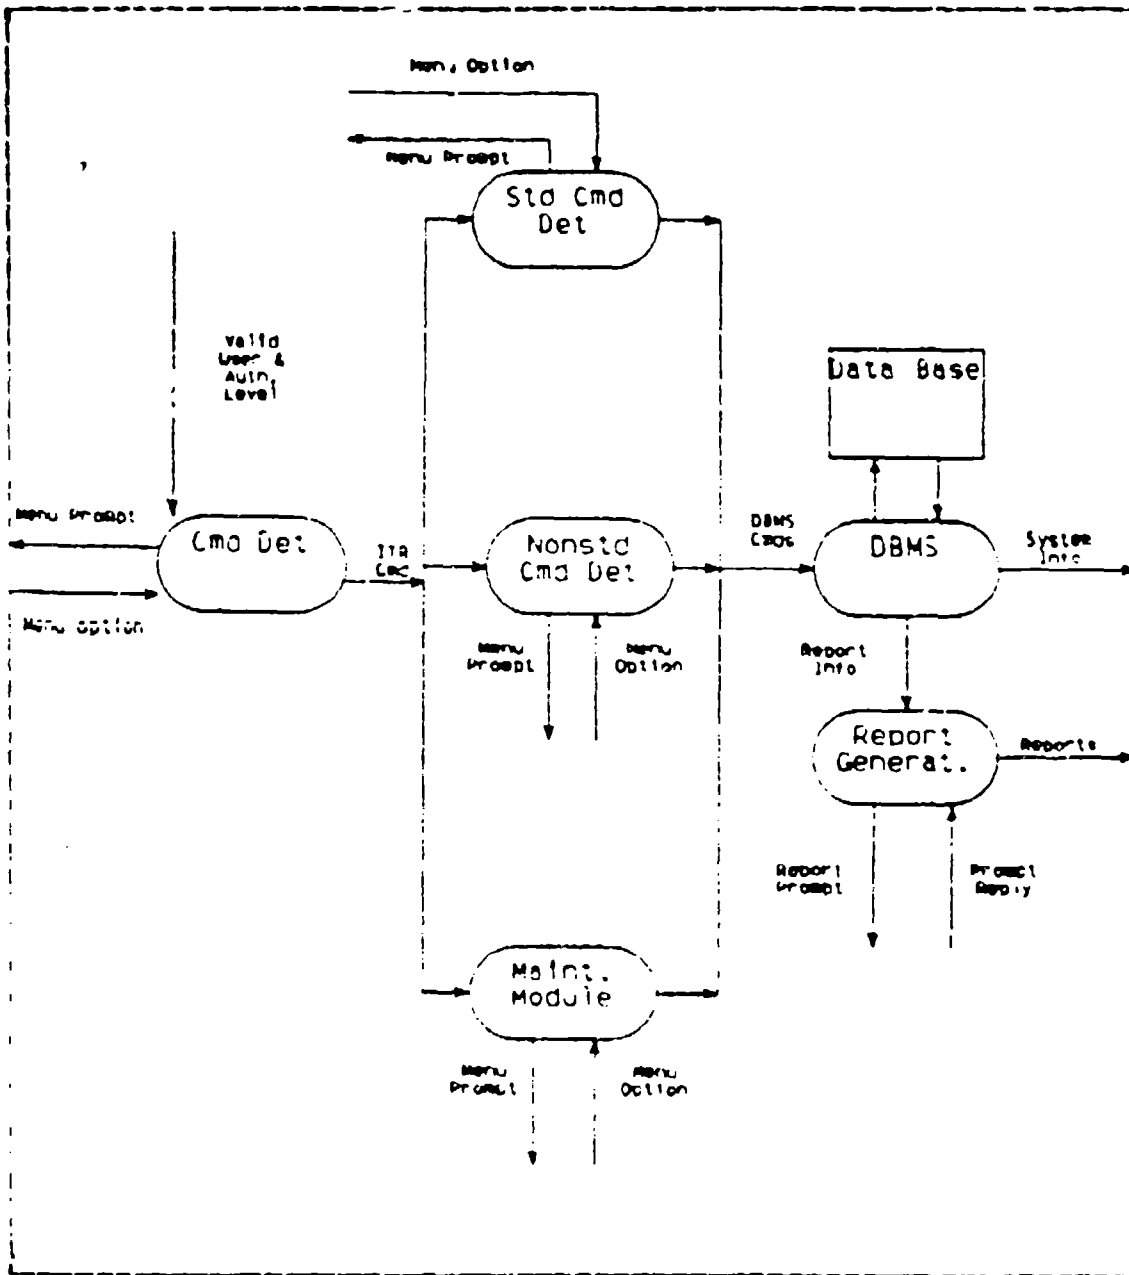 Menu Option
Menu Prompt
Std Cmd
Det
Valid
User &
Auth.
Level
Data Base
Menu Prompt
Cmd Det
ITR
Cmd
Nonstd
Cmd Det
DBMS
Cmds
DBMS
System
Info
Menu option
Menu
Prompt
Menu
Option
Report
Info
Report
Generat.
Reports
Report
Prompt
Prompt
Reply
Maint.
Module
Menu
Prompt
Menu
Option